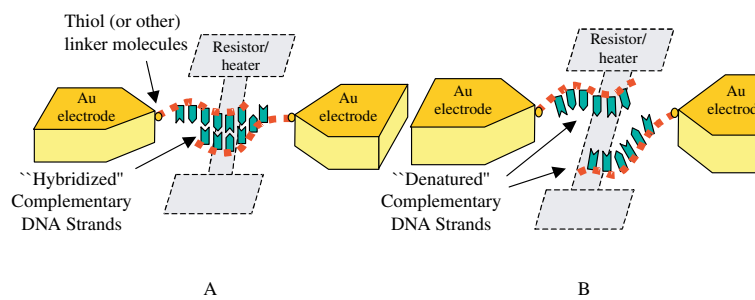 Thiol (or other)
linker molecules
Resistor/
heater
Au
electrode
Au
electrode
``Hybridized"
Complementary
DNA Strands
A
Resistor/
heater
Au
electrode
Au
electrode
``Denatured"
Complementary
DNA Strands
B